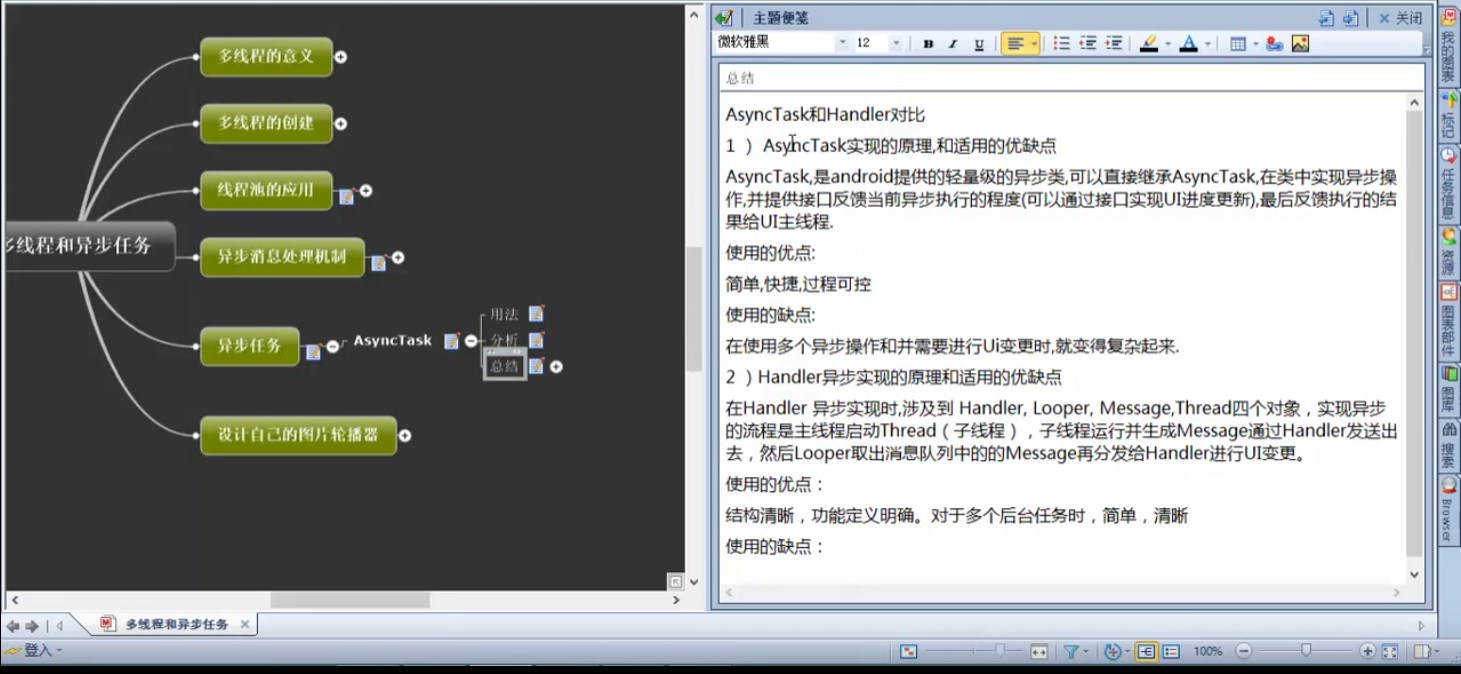 多线程的意义
多线程的创建
线程池的应用
多线程和异步任务
异步消息处理机制
异步任务
AsyncTask
用法
分析
总结
设计自己的图片轮播器
主题便笺
关闭
微软雅黑
12
B I U
A
总结
AsyncTask和Handler对比
1 ） AsyncTask实现的原理,和适用的优缺点
AsyncTask,是android提供的轻量级的异步类,可以直接继承AsyncTask,在类中实现异步操
作,并提供接口反馈当前异步执行的程度(可以通过接口实现UI进度更新),最后反馈执行的结
果给UI主线程.
使用的优点:
简单,快捷,过程可控
使用的缺点:
在使用多个异步操作和并需要进行Ui变更时,就变得复杂起来.
2 ）Handler异步实现的原理和适用的优缺点
在Handler 异步实现时,涉及到 Handler, Looper, Message,Thread四个对象，实现异步
的流程是主线程启动Thread（子线程），子线程运行并生成Message通过Handler发送出
去，然后Looper取出消息队列中的的Message再分发给Handler进行UI变更。
使用的优点：
结构清晰，功能定义明确。对于多个后台任务时，简单，清晰
使用的缺点：
我的图表
标记
任务信息
资源
图表部件
图库
搜索
Browser
多线程和异步任务
登入
100%